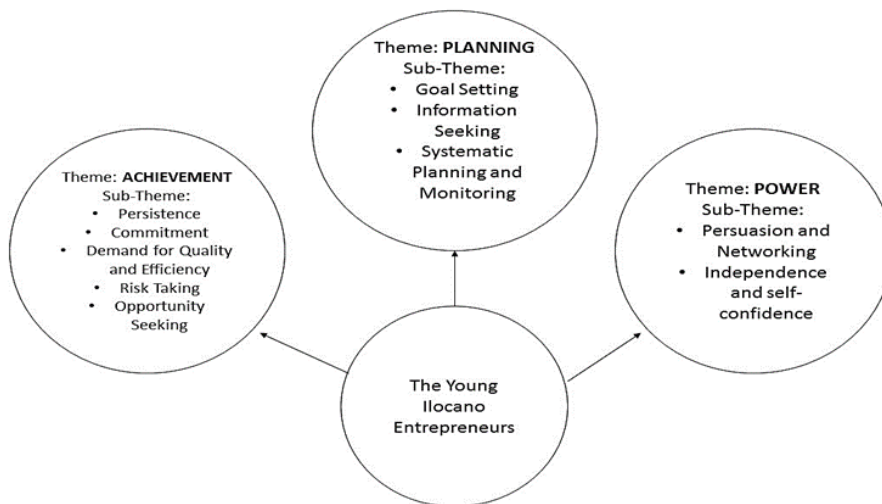 Theme: PLANNING
Sub-Theme:
• Goal Setting
• Information
Seeking
• Systematic
Planning and
Monitoring
Theme: ACHIEVEMENT
Sub-Theme:
• Persistence
• Commitment
• Demand for Quality
and Efficiency
• Risk Taking
• Opportunity
Seeking
Theme: POWER
Sub-Theme:
• Persuasion and
Networking
• Independence
and self-
confidence
The Young
Ilocano
Entrepreneurs